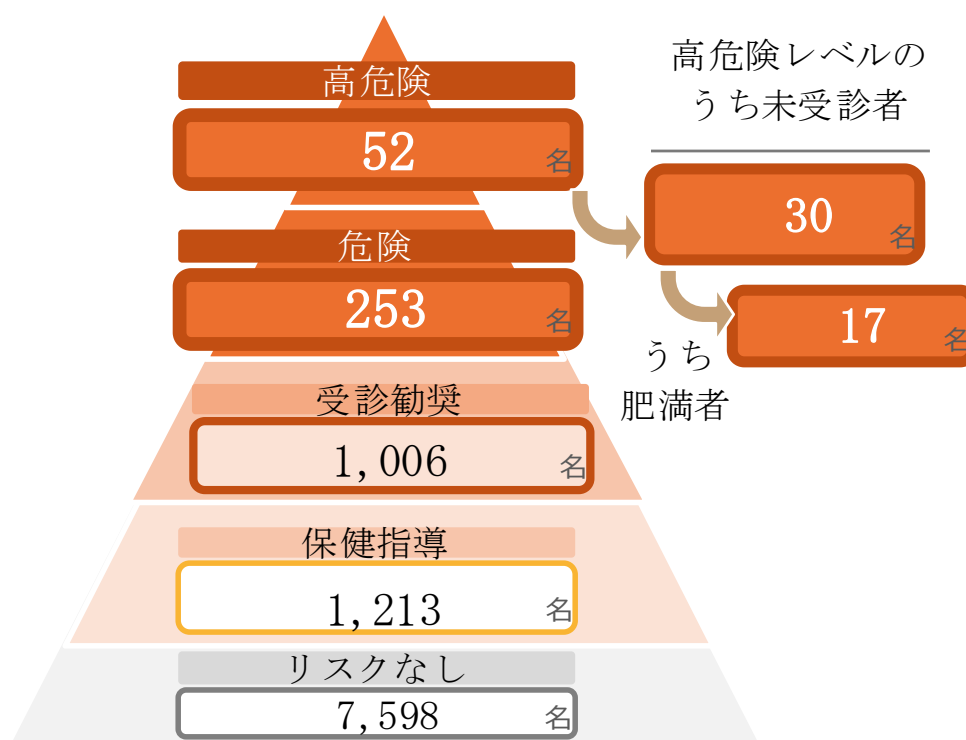 高危険
52 名
高危険レベルの
うち未受診者
30 名
17 名
うち
肥満者
危険
253 名
受診勧奨
1,006 名
保健指導
1,213 名
リスクなし
7,598 名